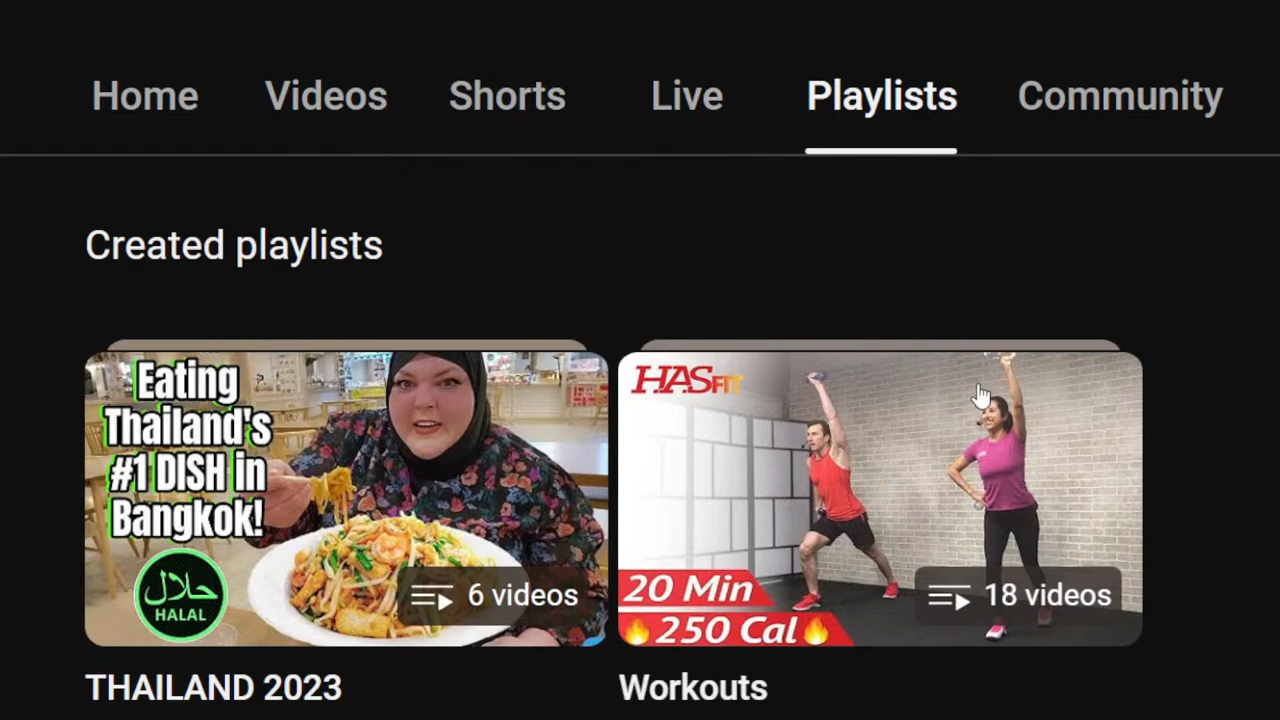 Home Videos Shorts Live Playlists Community
Created playlists
Eating
Thailand's
#1 DISH in
Bangkok!
حلال
HALAL
6 videos
HASFIT
20 Min
250 Cal
18 videos
THAILAND 2023
Workouts